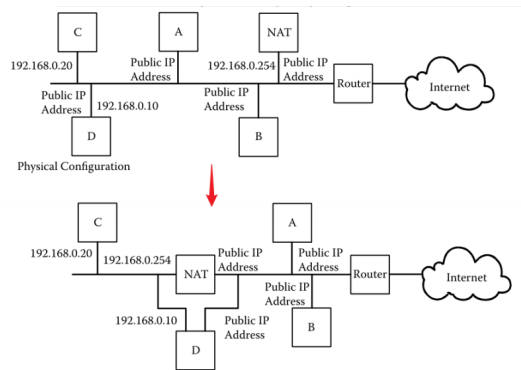 C
A
NAT
192.168.0.20
Public IP
Address
192.168.0.254
Public IP
Address
Router
Internet
Public IP
Address
192.168.0.10
Public IP
Address
D
B
Physical Configuration
C
A
192.168.0.20
192.168.0.254
NAT
Public IP
Address
Public IP
Address
Router
Internet
Public IP
Address
192.168.0.10
Public IP
Address
B
D